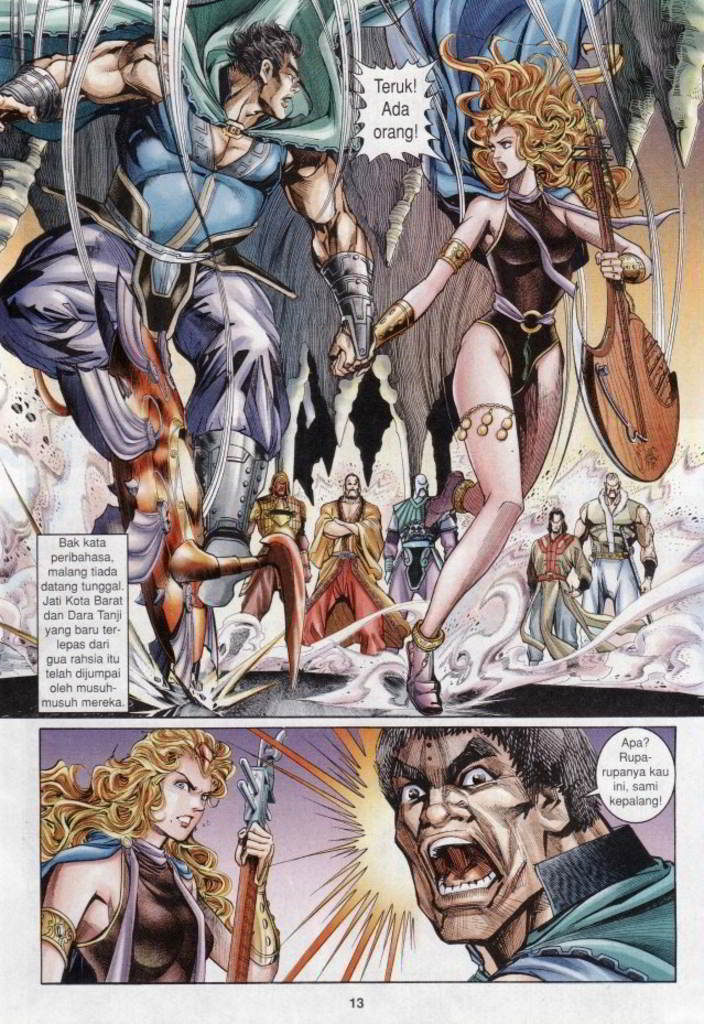 Teruk!
Ada
orang!
Bak kata
peribahasa,
malang tiada
datang tunggal.
Jati Kota Barat
dan Dara Tanji
yang baru ter-
lepas dari
gua rahsia itu
telah dijumpai
oleh musuh-
musuh mereka.
Apa?
Rupa-
rupanya kau
ini, sami
kepalang!
13